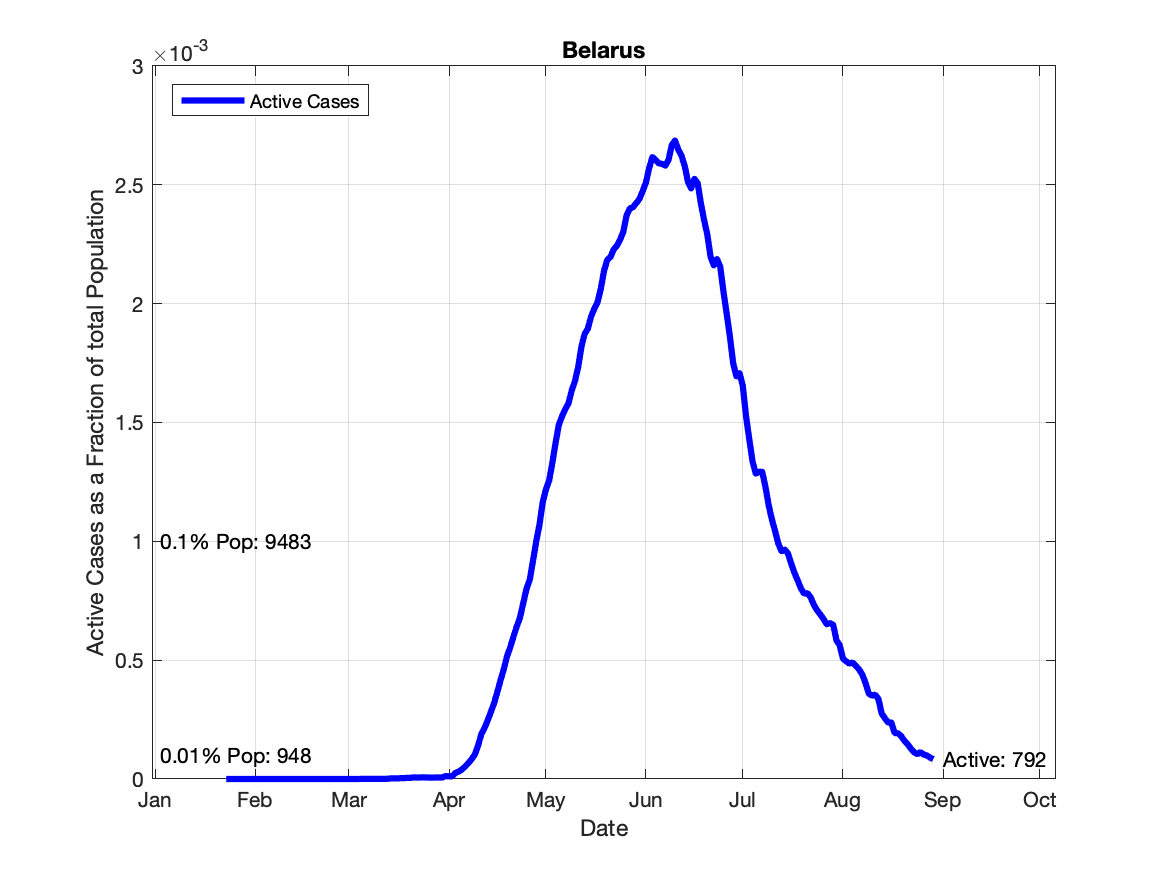 Belarus
×10-3
3
Active Cases
2.5
2
1.5
1
0.1% Pop: 9483
0.5
0.01% Pop: 948
0
Active: 792
Active Cases as a Fraction of total Population
Jan Feb Mar Apr May Jun Jul Aug Sep Oct
Date